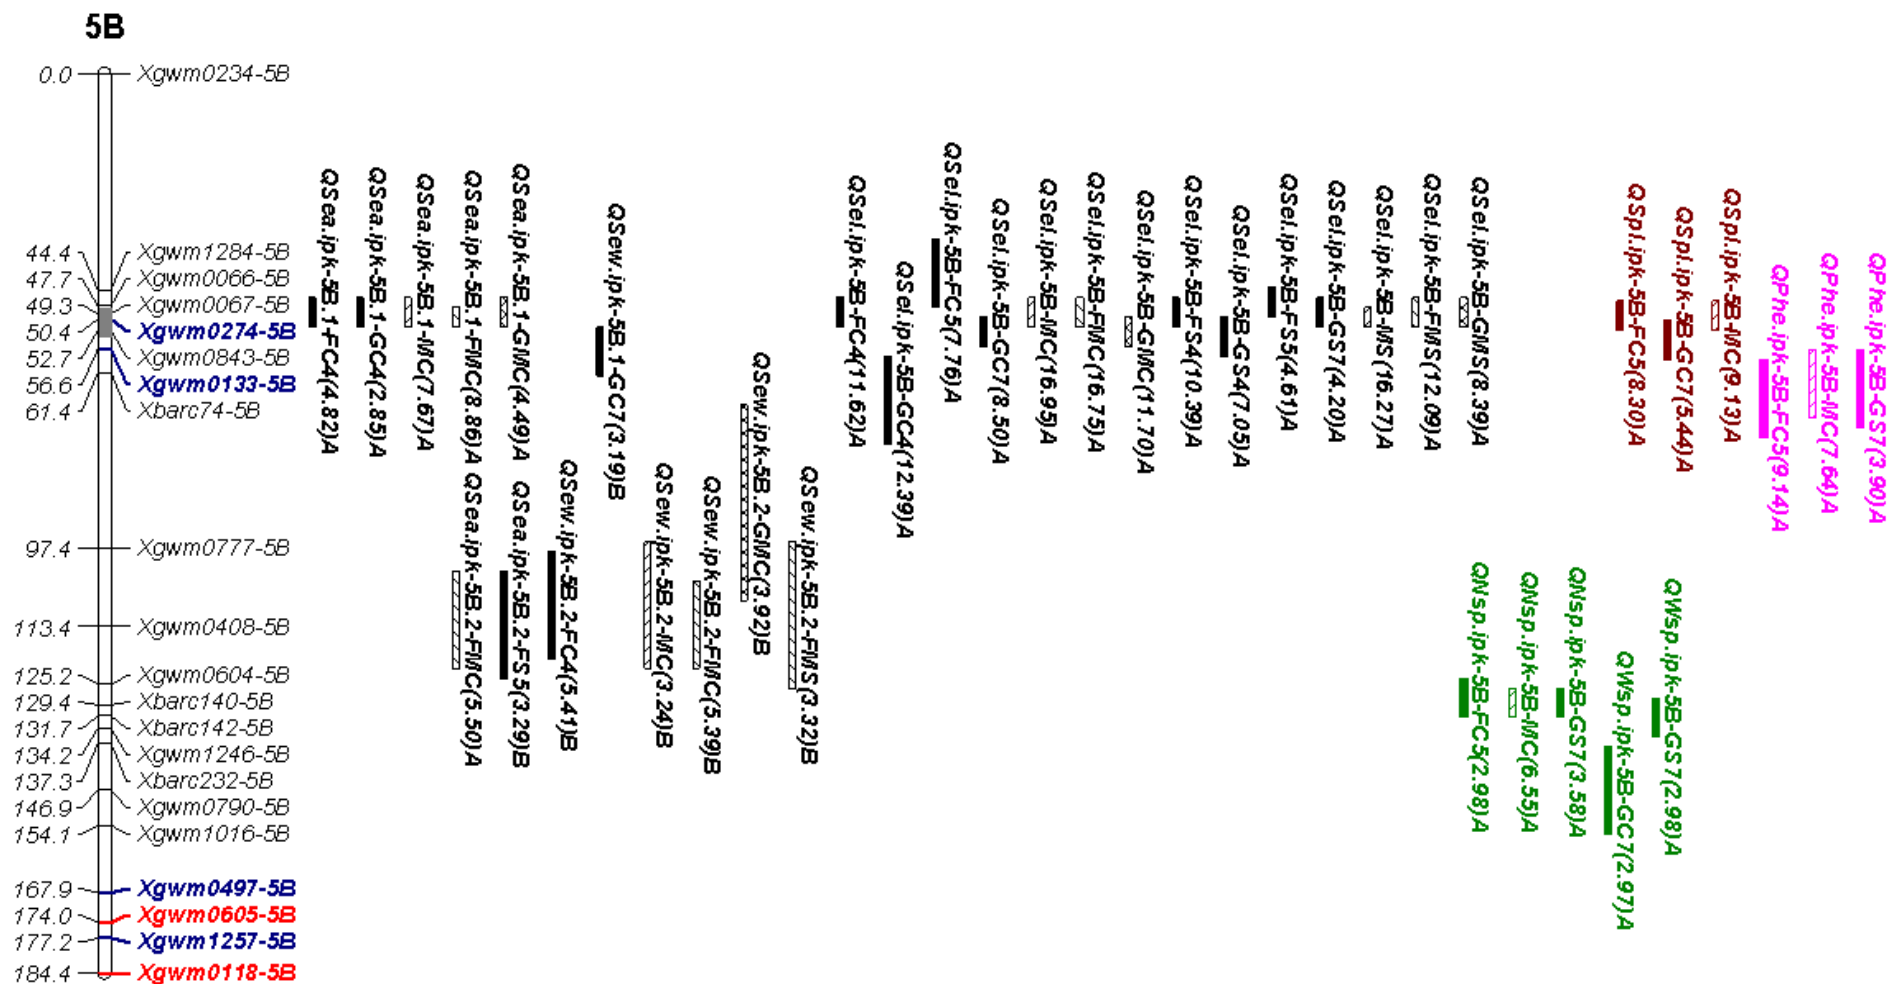 5B
0.0 Xgwm0234-5B
44.4 Xgwm1284-5B
47.7 Xgwm0066-5B
49.3 Xgwm0067-5B
50.4 Xgwm0274-5B
52.7 Xgwm0843-5B
56.6 Xgwm0133-5B
61.4 Xbarc74-5B
97.4 Xgwm0777-5B
113.4 Xgwm0408-5B
125.2 Xgwm0604-5B
129.4 Xbarc140-5B
131.7 Xbarc142-5B
134.2 Xgwm1246-5B
137.3 Xbarc232-5B
146.9 Xgwm0790-5B
154.1 Xgwm1016-5B
167.9 Xgwm0497-5B
174.0 Xgwm0605-5B
177.2 Xgwm1257-5B
184.4 Xgwm0118-5B
QSea.ipk-5B.1-FC4(4.82)A
QSea.ipk-5B.1-GC4(2.85)A
QSea.ipk-5B.1-MC(7.67)A
QSea.ipk-5B.1-FMC(8.86)A
QSea.ipk-5B.2-FMC(5.50)A
QSea.ipk-5B.1-GMC(4.49)A
QSea.ipk-5B.2-FS5(3.29)B
QSew.ipk-5B.2-FC4(5.41)B
QSew.ipk-5B.1-GC7(3.19)B
QSew.ipk-5B.2-MC(3.24)B
QSew.ipk-5B.2-FMC(5.39)B
QSew.ipk-5B.2-GMC(3.92)B
QSew.ipk-5B.2-FMS(3.32)B
QSel.ipk-5B-FC4(11.62)A
QSel.ipk-5B-GC4(12.39)A
QSel.ipk-5B-FC5(7.76)A
QSel.ipk-5B-GC7(8.50)A
QSel.ipk-5B-MC(16.95)A
QSel.ipk-5B-FMC(16.75)A
QSel.ipk-5B-GMC(11.70)A
QSel.ipk-5B-FS4(10.39)A
QSel.ipk-5B-GS4(7.05)A
QSel.ipk-5B-FS5(4.61)A
QSel.ipk-5B-GS7(4.20)A
QSel.ipk-5B-MS(16.27)A
QSel.ipk-5B-FMS(12.09)A
QSel.ipk-5B-GMS(8.39)A
QSpl.ipk-5B-FC5(8.30)A
QSpl.ipk-5B-GC7(5.44)A
QSpl.ipk-5B-MC(9.13)A
QPhe.ipk-5B-FC5(9.14)A
QPhe.ipk-5B-MC(7.64)A
QPhe.ipk-5B-GS7(3.90)A
QNsp.ipk-5B-FC5(2.98)A
QNsp.ipk-5B-MC(6.55)A
QNsp.ipk-5B-GS7(3.58)A
QWsp.ipk-5B-GC7(2.97)A
QWsp.ipk-5B-GS7(2.98)A